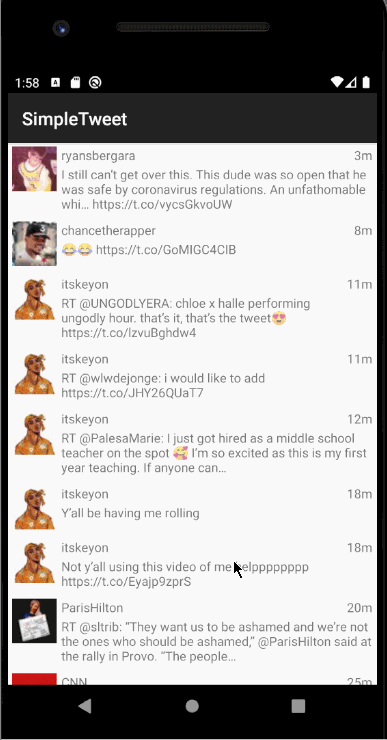 1:58
SimpleTweet
ryansbergara 3m
I still can't get over this. This dude was so open that he
was safe by coronavirus regulations. An unfathomable
whi… https://t.co/vycsGkvoUW
chancetherapper 8m
😂😂 https://t.co/GoMIGC4CIB
itskeyon 11m
RT @UNGODLYERA: chloe x halle performing
ungodly hour. that's it, that's the tweet😍
https://t.co/lzvuBghdw4
itskeyon 11m
RT @wlwdejonge: i would like to add
https://t.co/JHY26QUaT7
itskeyon 12m
RT @PalesaMarie: I just got hired as a middle school
teacher on the spot 🥰 I'm so excited as this is my first
year teaching. If anyone can…
itskeyon 18m
Y'all be having me rolling
itskeyon 18m
Not y'all using this video of me elpppppppp
https://t.co/Eyajp9zprS
ParisHilton 20m
RT @sltrib: “They want us to be ashamed and we're not
the ones who should be ashamed,” @ParisHilton said at
the rally in Provo. “The people…
CNN 25m